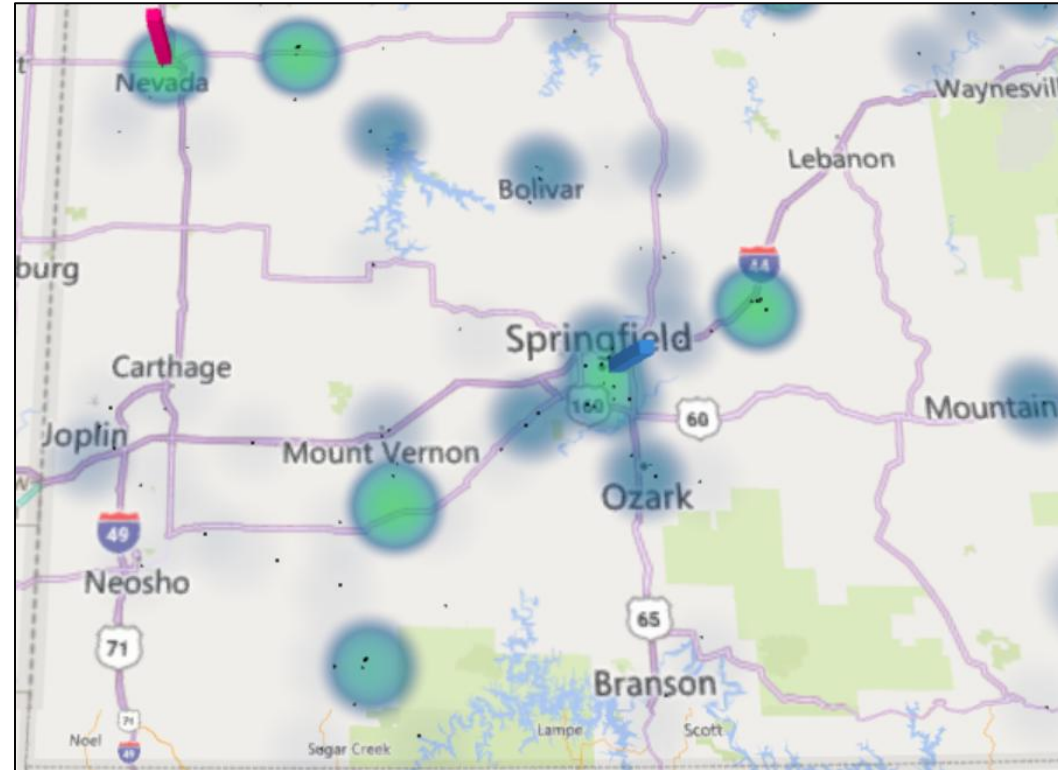 Nevada
Waynesvil
Lebanon
Bolivar
burg
44
Springfield
Carthage
160
60
Mountain
Joplin
Mount Vernon
Ozark
49
Neosho
71
65
Branson
71
Noel
Sugar Creek
Lampe
Scott
49